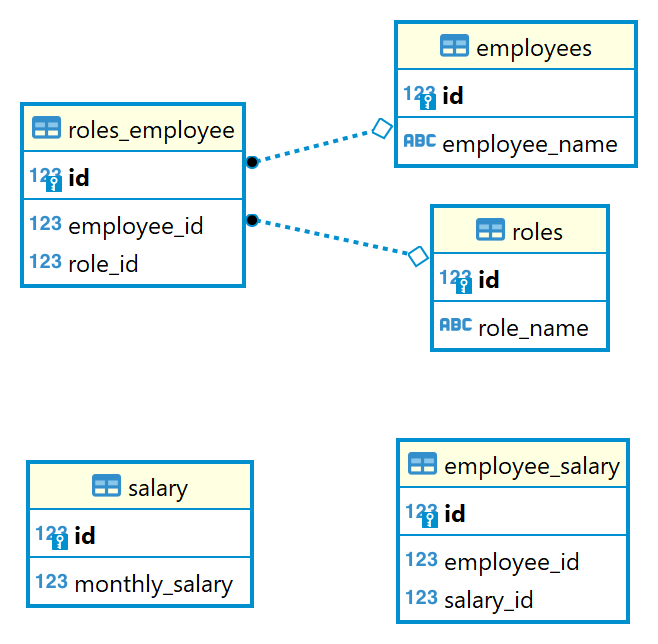 employees
123 id
ABC employee_name
roles_employee
123 id
123 employee_id
123 role_id
roles
123 id
ABC role_name
salary
123 id
123 monthly_salary
employee_salary
123 id
123 employee_id
123 salary_id